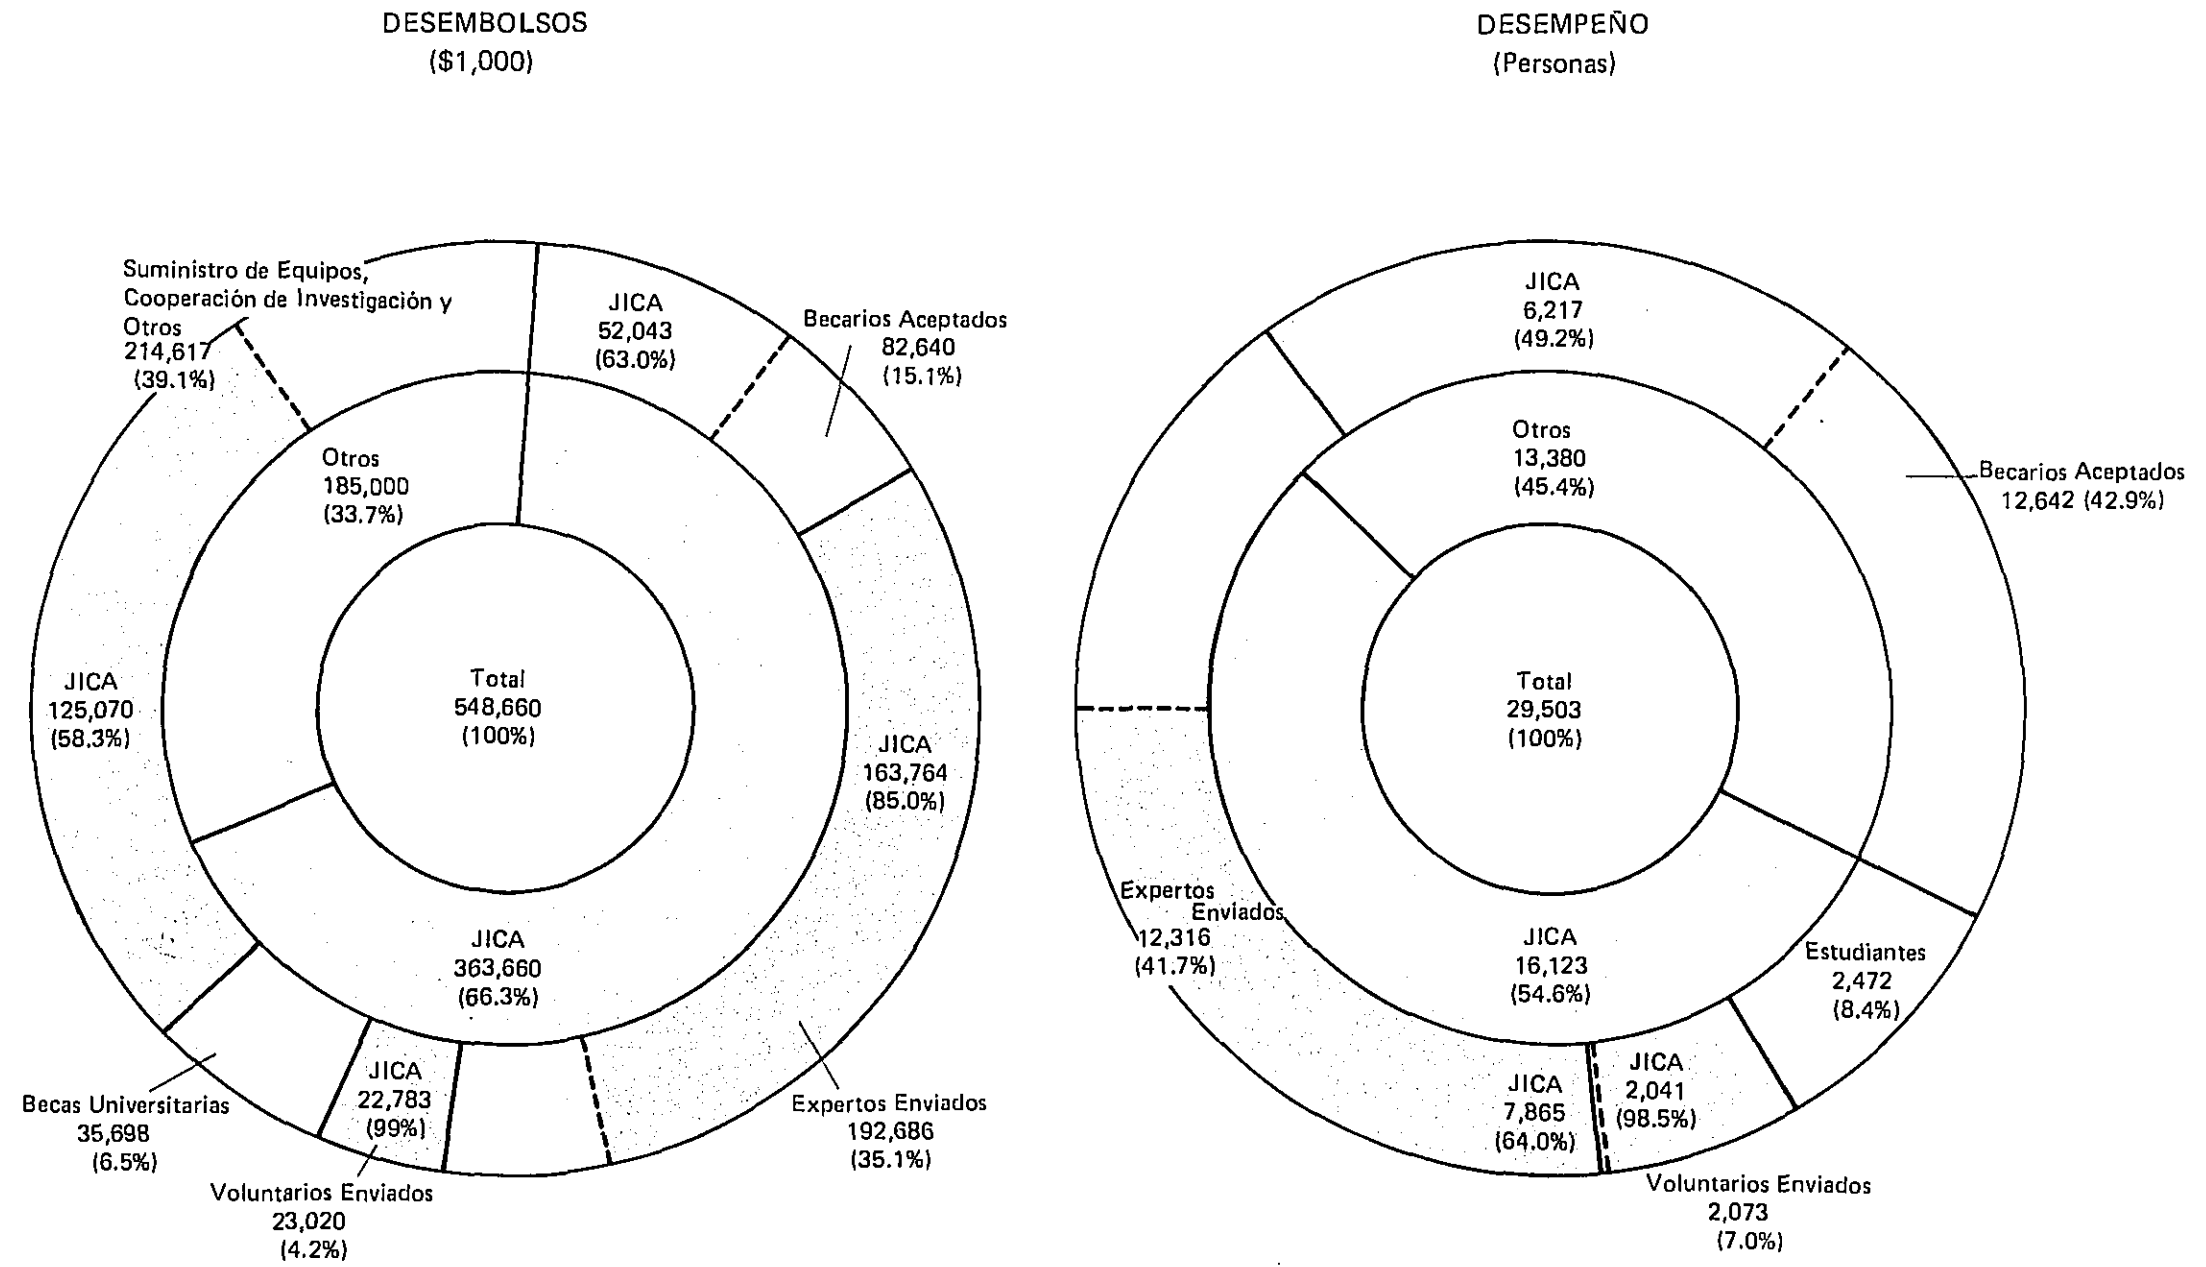 DESEMBOLSOS
($1,000)
Suministro de Equipos,
Cooperación de Investigación y
Otros
214,617
(39.1%)
JICA
52,043
(63.0%)
Becarios Aceptados
82,640
(15.1%)
Otros
185,000
(33.7%)
JICA
125,070
(58.3%)
Total
548,660
(100%)
JICA
163,764
(85.0%)
JICA
363,660
(66.3%)
JICA
22,783
(99%)
Becas Universitarias
35,698
(6.5%)
Voluntarios Enviados
23,020
(4.2%)
Expertos Enviados
192,686
(35.1%)
DESEMPEÑO
(Personas)
JICA
6,217
(49.2%)
Otros
13,380
(45.4%)
Becarios Aceptados
12,642 (42.9%)
Total
29,503
(100%)
Expertos
Enviados
12,316
(41.7%)
JICA
16,123
(54.6%)
Estudiantes
2,472
(8.4%)
JICA
7,865
(64.0%)
JICA
2,041
(98.5%)
Voluntarios Enviados
2,073
(7.0%)